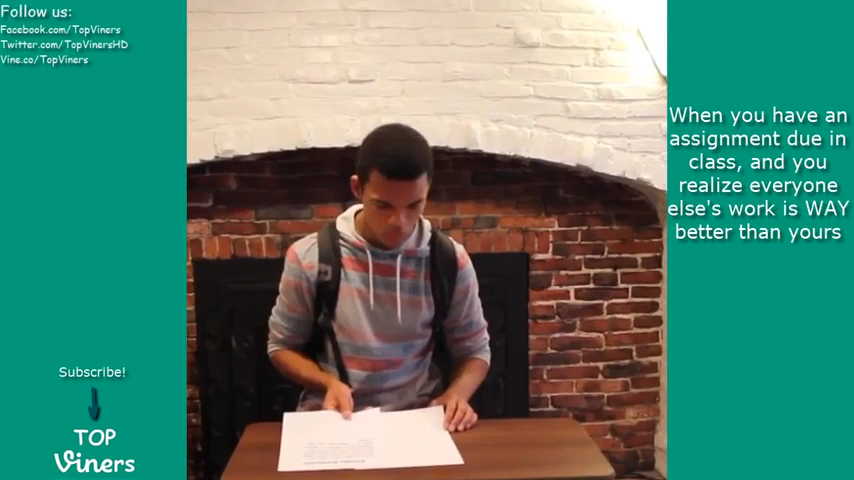 Follow us:
Facebook.com/TopViners
Twitter.com/TopVinersHD
Vine.co/TopViners
When you have an
assignment due in
class, and you
realize everyone
else's work is WAY
better than yours
Subscribe!
TOP
Viners